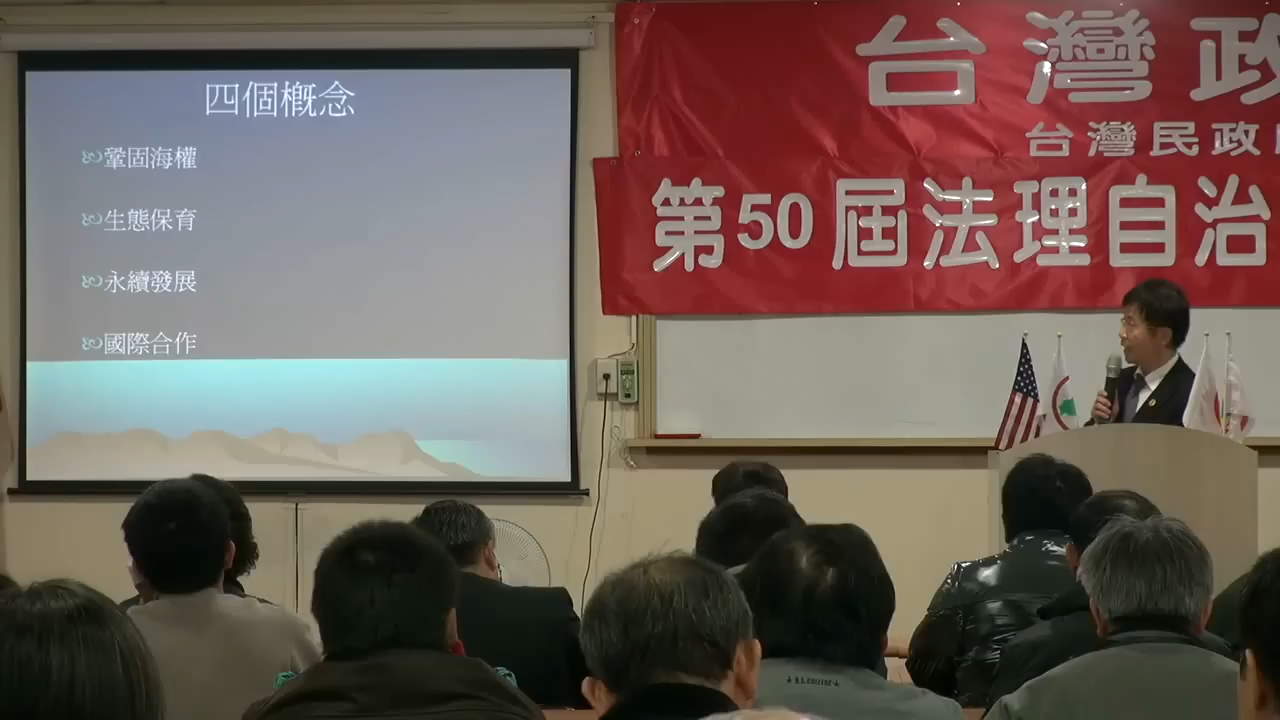 四個概念
鞏固海權
生態保育
永續發展
國際合作
台灣政
台灣民政
第50屆法理自治
R.S.COLLEGE